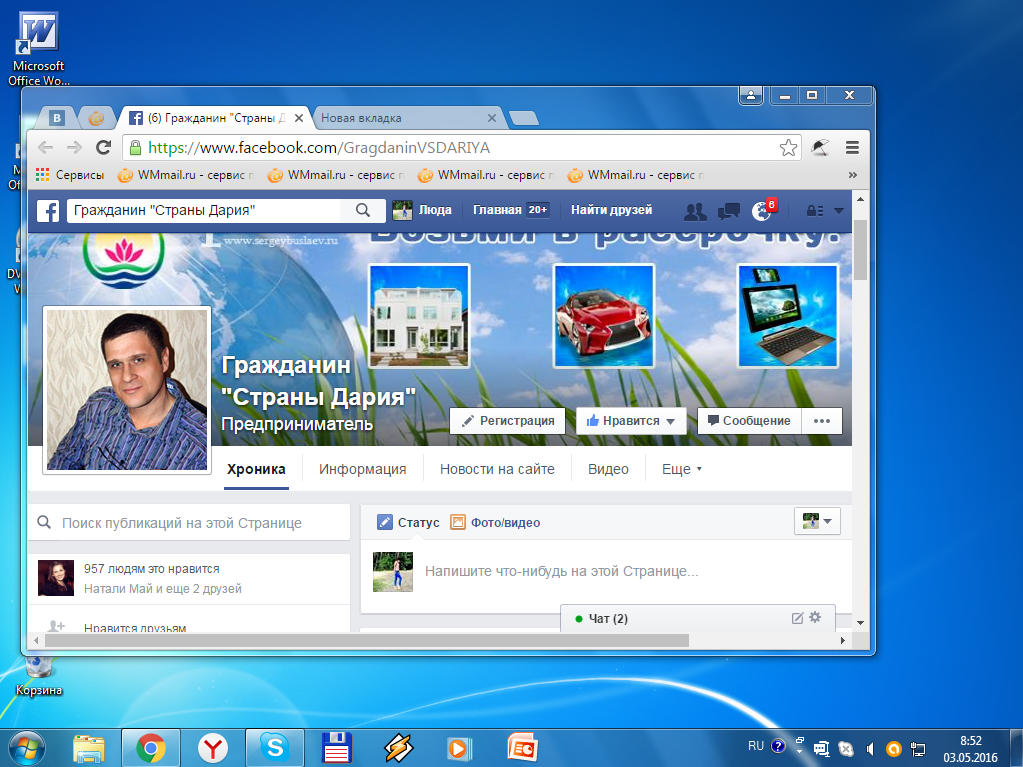 Microsoft
Office Wo...
(6) Гражданин "Страны Д
Новая вкладка
https://www.facebook.com/GragdaninVSDARIYA
Сервисы
WMmail.ru - сервис
WMmail.ru - сервис
WMmail.ru - сервис
WMmail.ru - сервис
»
Гражданин "Страны Дария"
Люда
Главная 20+
Найти друзей
6
www.sergeybuslaev.ru
Возьми в рассрочку:
Гражданин
"Страны Дария"
Предприниматель
Регистрация
Нравится
Сообщение
Хроника
Информация
Новости на сайте
Видео
Еще
Поиск публикаций на этой Странице
Статус
Фото/видео
957 людям это нравится
Натали Май и еще 2 друзей
Напишите что-нибудь на этой Странице...
Нравится друзьям
Чат (2)
Корзина
RU
8:52
03.05.2016